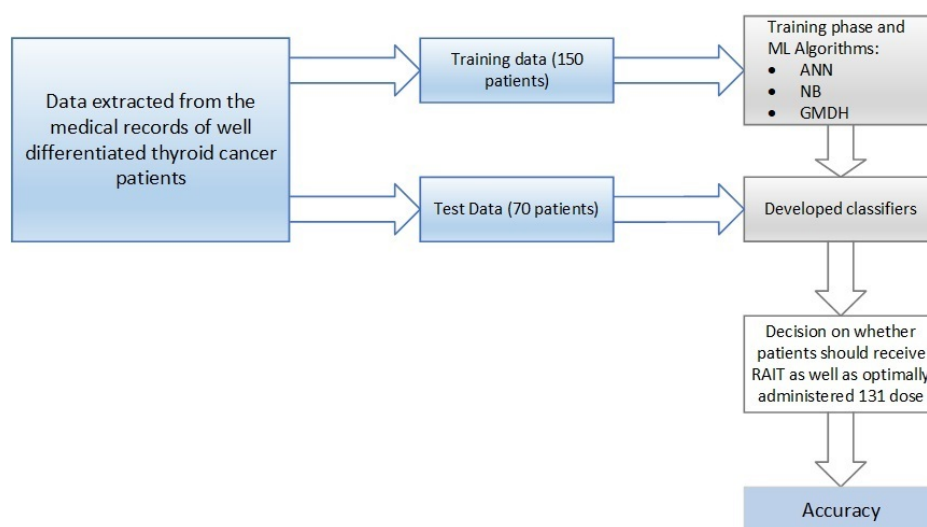 Data extracted from the
medical records of well
differentiated thyroid cancer
patients
Training data (150
patients)
Training phase and
ML Algorithms:
• ANN
• NB
• GMDH
Test Data (70 patients)
Developed classifiers
Decision on whether
patients should receive
RAIT as well as optimally
administered 131 dose
Accuracy